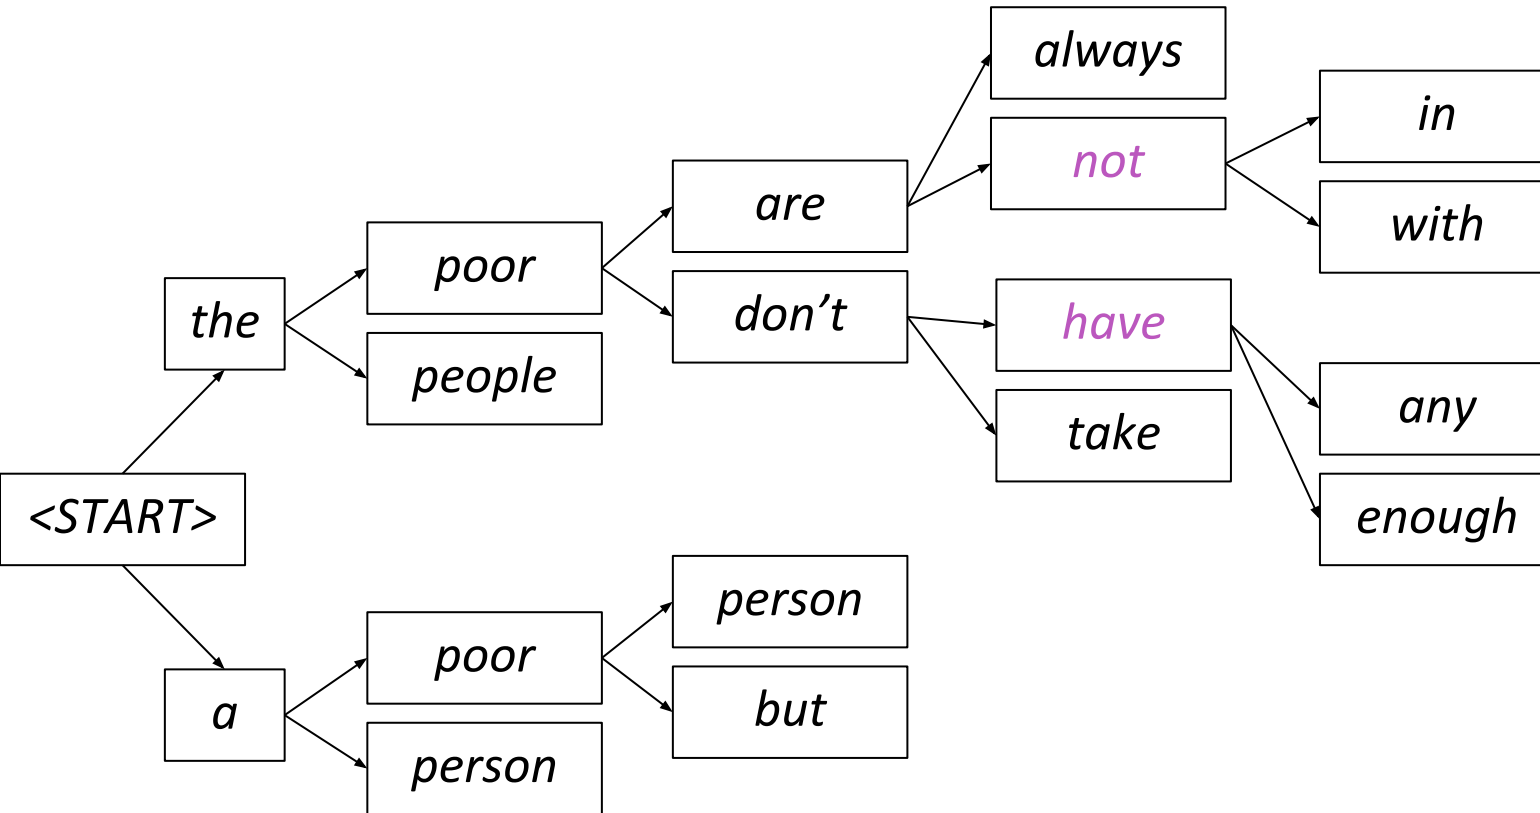 always
in
not
with
are
poor
don’t
the
have
people
any
take
<START>
enough
person
poor
but
a
person